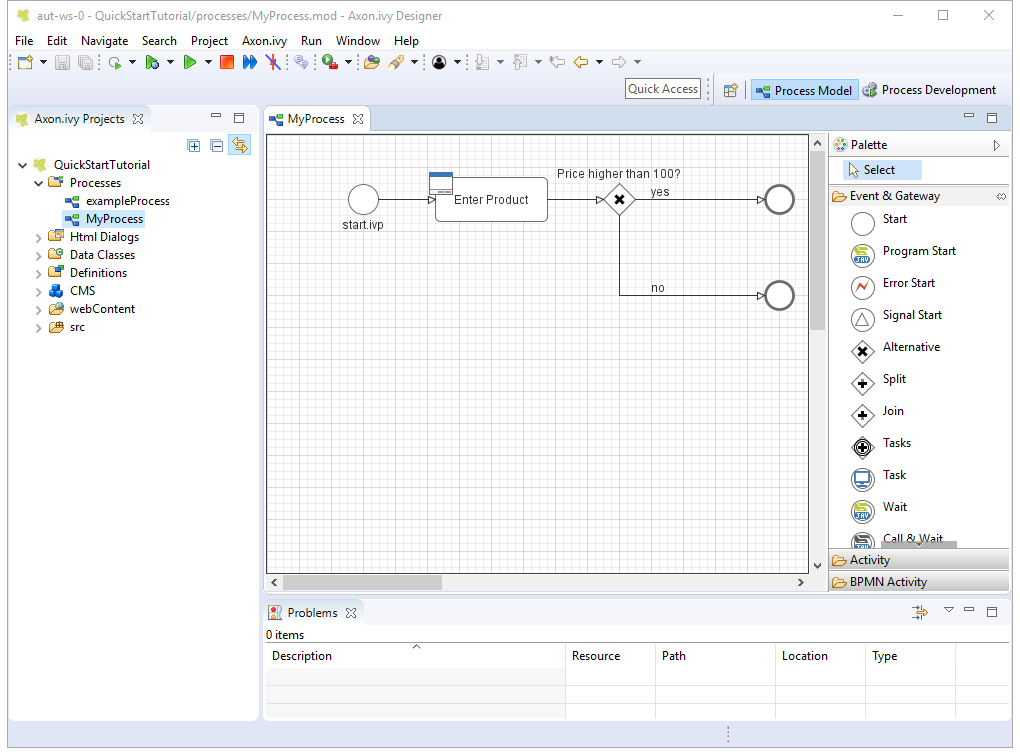 aut-ws-0 - QuickStartTutorial/processes/MyProcess.mod - Axon.ivy Designer
File Edit Navigate Search Project Axon.ivy Run Window Help
Quick Access
Process Model
Process Development
Axon.ivy Projects
QuickStartTutorial
Processes
exampleProcess
MyProcess
Html Dialogs
Data Classes
Definitions
CMS
webContent
src
MyProcess
start.ivp
Enter Product
Price higher than 100?
yes
no
Palette
Select
Event & Gateway
Start
Program Start
Error Start
Signal Start
Alternative
Split
Join
Tasks
Task
Wait
Call & Wait
Activity
BPMN Activity
Problems
0 items
Description Resource Path Location Type